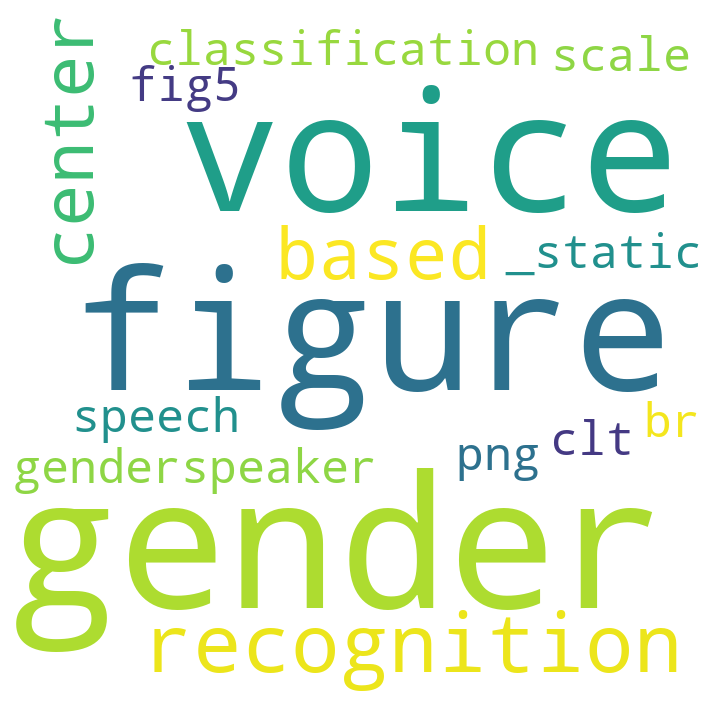 classification scale
fig5
center
voice
based _static
figure
speech clt br
genderspeaker png
gender
recognition